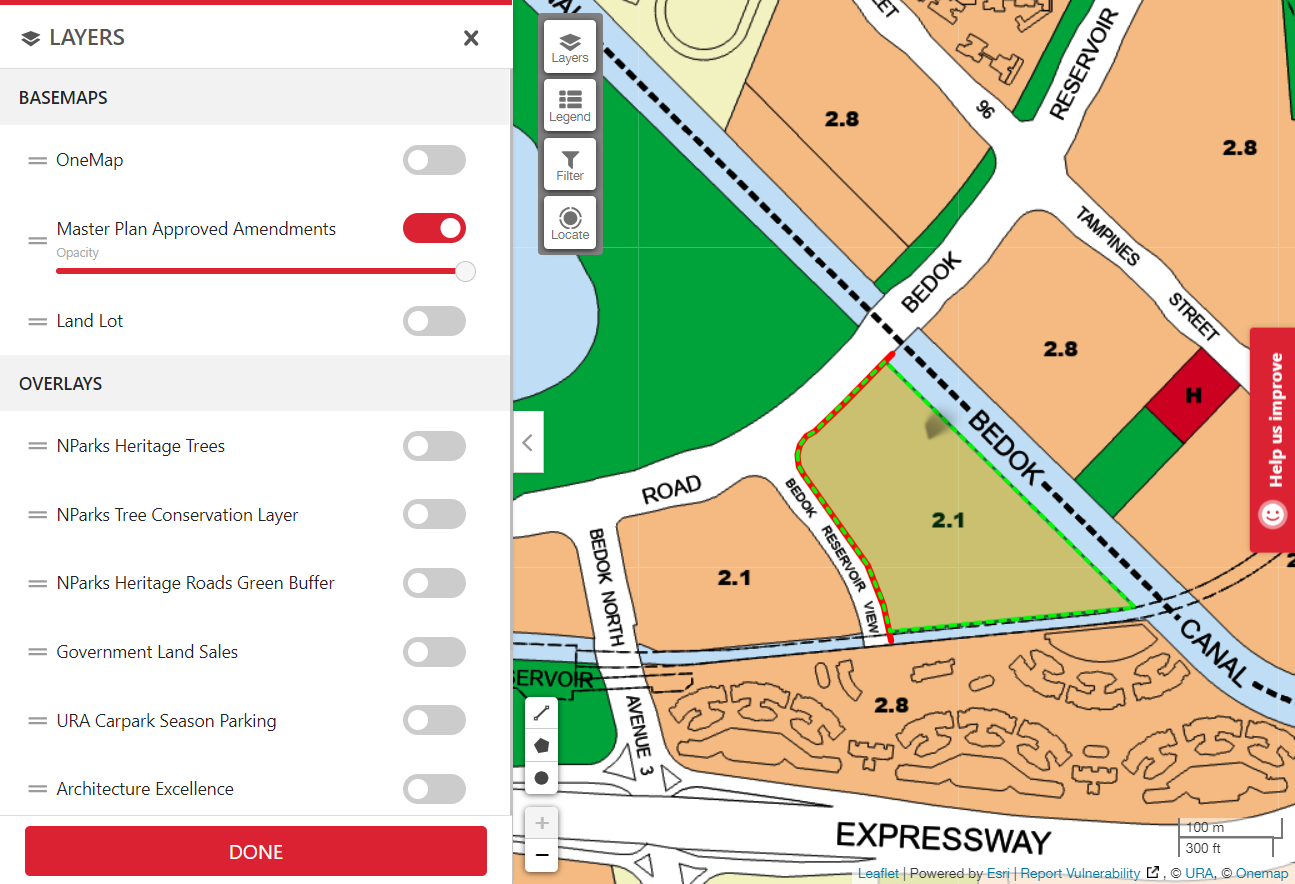 LAYERS
BASEMAPS
OneMap
Master Plan Approved Amendments
Opacity
Land Lot
OVERLAYS
NParks Heritage Trees
NParks Tree Conservation Layer
NParks Heritage Roads Green Buffer
Government Land Sales
URA Carpark Season Parking
Architecture Excellence
DONE
Layers
Legend
Filter
Locate
96
RESERVOIR
2.8
2.8
TAMPINES
STREET
BEDOK
2.8
H
Help us improve
BEDOK
ROAD
BEDOK RESERVOIR VIEW
2.1
2.1
BEDOK NORTH
AVENUE 3
CANAL
2.8
EXPRESSWAY
+
−
100 m
300 ft
Leaflet | Powered by Esri | Report Vulnerability , © URA, © Onemap